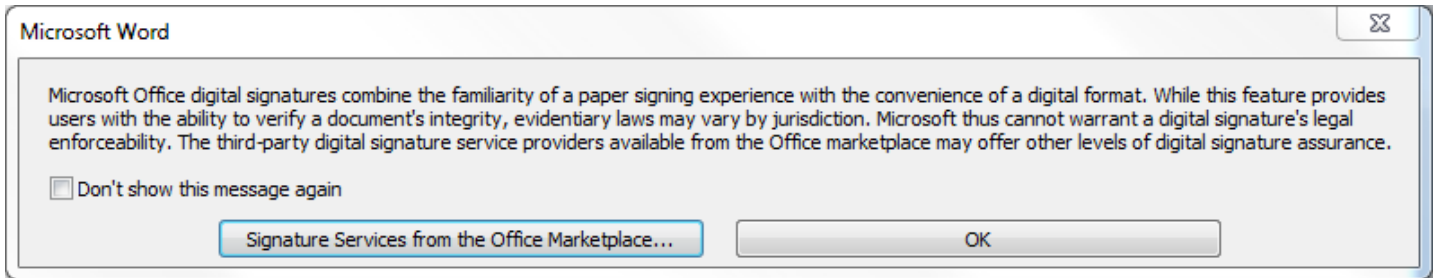 Microsoft Word
Microsoft Office digital signatures combine the familiarity of a paper signing experience with the convenience of a digital format. While this feature provides
users with the ability to verify a document's integrity, evidentiary laws may vary by jurisdiction. Microsoft thus cannot warrant a digital signature's legal
enforceability. The third-party digital signature service providers available from the Office marketplace may offer other levels of digital signature assurance.
Don't show this message again
Signature Services from the Office Marketplace...
OK